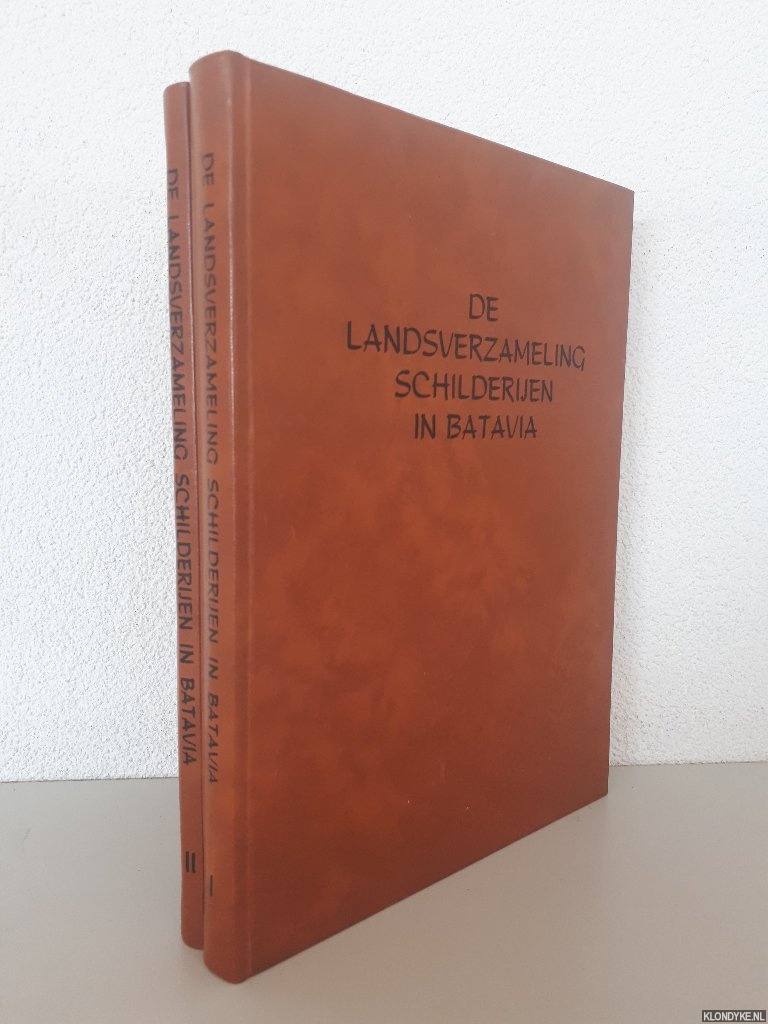 DE LANDSVERZAMELING SCHILDERIJEN IN BATAVIA II
DE LANDSVERZAMELING SCHILDERIJEN IN BATAVIA I
DE
LANDSVERZAMELING
SCHILDERIJEN
IN BATAVIA
KLONDYKE.NL